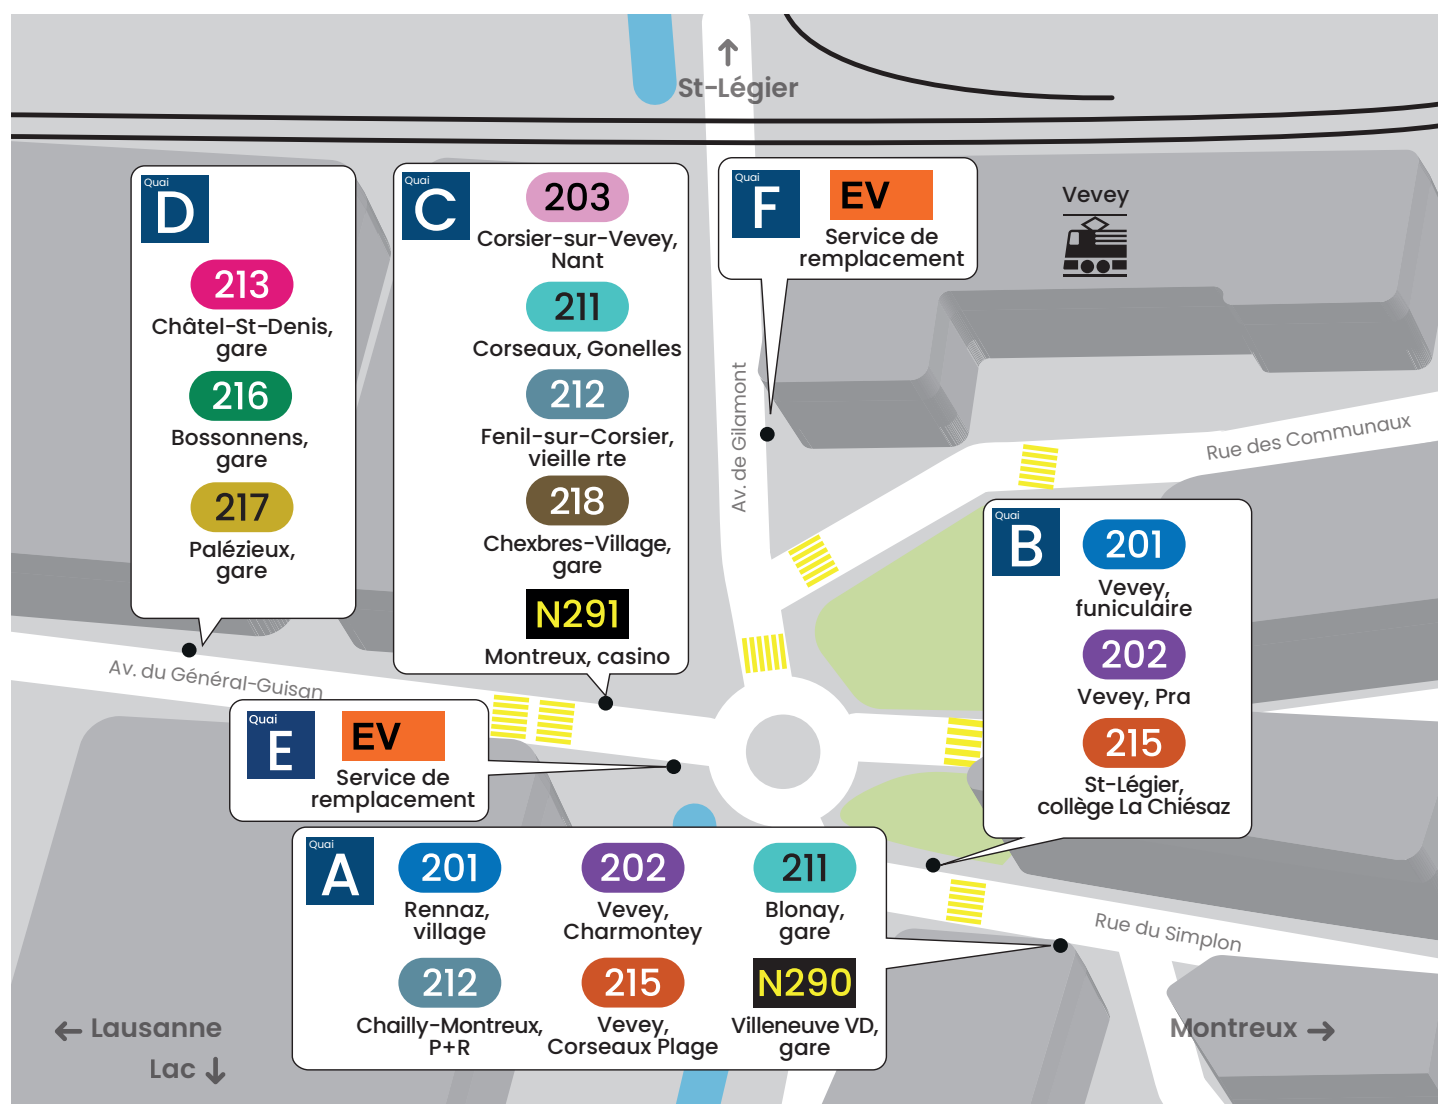 ↑
St-Légier
Quai
D
213
Châtel-St-Denis,
gare
216
Bossonnens,
gare
217
Palézieux,
gare
Quai
C
203
Corsier-sur-Vevey,
Nant
211
Corseaux, Gonelles
212
Fenil-sur-Corsier,
vieille rte
218
Chexbres-Village,
gare
N291
Montreux, casino
Quai
F
EV
Service de
remplacement
Vevey
Av. de Gilamont
Rue des Communaux
Quai
B
201
Vevey,
funiculaire
202
Vevey, Pra
215
St-Légier,
collège La Chiésaz
Av. du Général-Guisan
Quai
E
EV
Service de
remplacement
Quai
A
201
Rennaz,
village
202
Vevey,
Charmontey
211
Blonay,
gare
212
Chailly-Montreux,
P+R
215
Vevey,
Corseaux Plage
N290
Villeneuve VD,
gare
Rue du Simplon
← Lausanne
Lac ↓
Montreux →